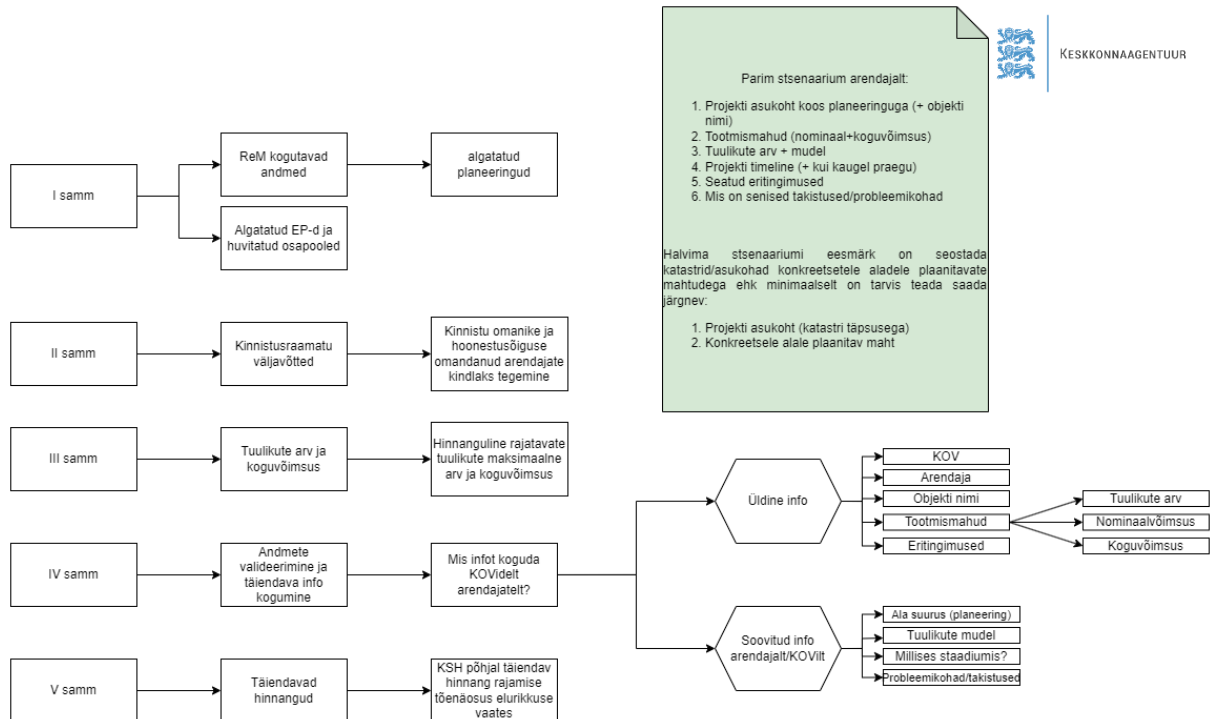 Parim stsenaarium arendajalt:
1. Projekti asukoht koos planeeringuga (+ objekti
nimi)
2. Tootmismahud (nominaal+koguvõimsus)
3. Tuulikute arv + mudel
4. Projekti timeline (+ kui kaugel praegu)
5. Seatud eritingimused
6. Mis on senised takistused/probleemikohad
Halvima stsenaariumi eesmärk on seostada
katastrid/asukohad konkreetsetele aladele plaanitavate
mahtudega ehk minimaalselt on tarvis teada saada
järgnev:
1. Projekti asukoht (katastri täpsusega)
2. Konkreetsele alale plaanitav maht
KESKKONNAAGENTUUR
I samm
ReM kogutavad
andmed
algatatud
planeeringud
Algatatud EP-d ja
huvitatud osapooled
II samm
Kinnistusraamatu
väljavõtted
Kinnistu omanike ja
hoonestusõiguse
omandanud arendajate
kindlaks tegemine
III samm
Tuulikute arv ja
koguvõimsus
Hinnanguline rajatavate
tuulikute maksimaalne
arv ja koguvõimsus
IV samm
Andmete
valideerimine ja
täiendava info
kogumine
Mis infot koguda
KOVidelt
arendajatelt?
Üldine info
KOV
Arendaja
Objekti nimi
Tootmismahud
Eritingimused
Tuulikute arv
Nominaalvõimsus
Koguvõimsus
Soovitud info
arendajalt/KOVilt
Ala suurus (planeering)
Tuulikute mudel
Millises staadiumis?
Probleemikohad/takistused
V samm
Täiendavad
hinnangud
KSH põhjal täiendav
hinnang rajamise
tõenäosus elurikkuse
vaates